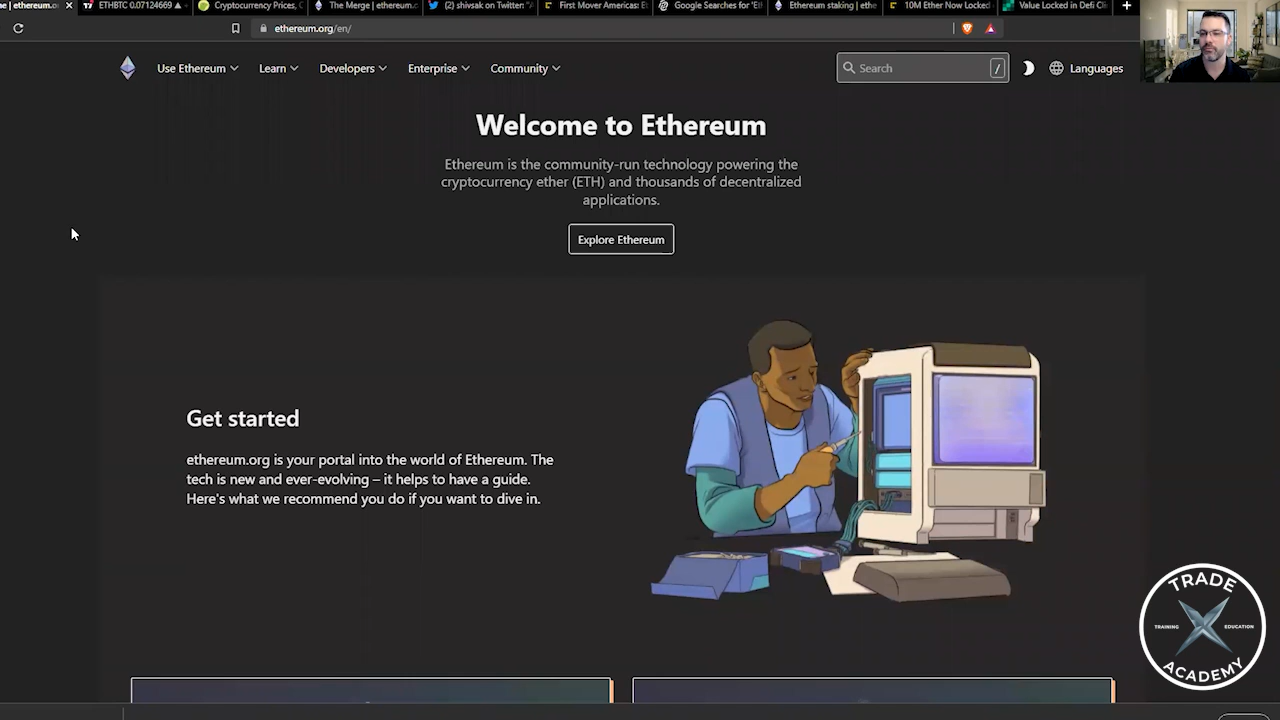 ne | ethereum.o
ETHBTC 0.07124669 ▲
Cryptocurrency Prices, C
The Merge | ethereum.c
(2) shivsak on Twitter: "
First Mover Americas: Et
Google Searches for 'Et
Ethereum staking | ethe
10M Ether Now Locked
Value Locked in Defi Cl
ethereum.org/en/
Use Ethereum
Learn
Developers
Enterprise
Community
Search
/
Languages
Welcome to Ethereum
Ethereum is the community-run technology powering the
cryptocurrency ether (ETH) and thousands of decentralized
applications.
Explore Ethereum
Get started
ethereum.org is your portal into the world of Ethereum. The
tech is new and ever-evolving – it helps to have a guide.
Here's what we recommend you do if you want to dive in.
TRADE
TRAINING
EDUCATION
ACADEMY